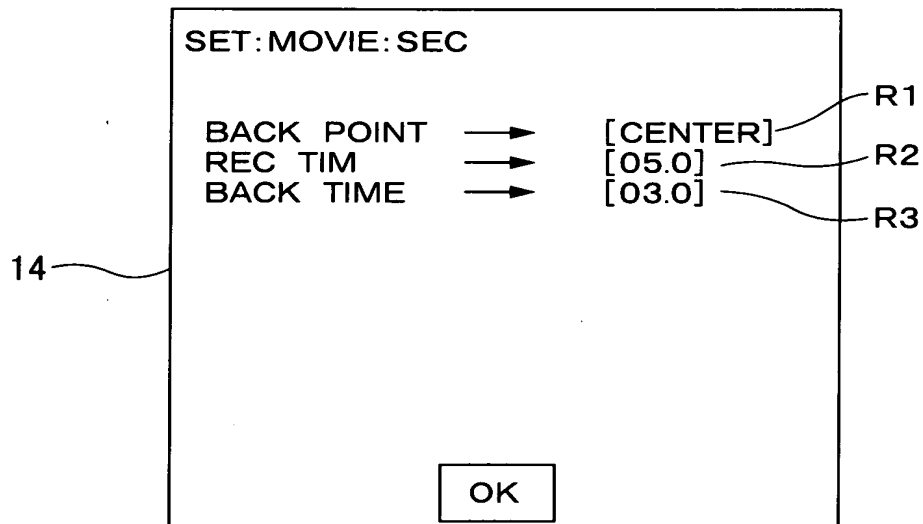 SET:MOVIE:SEC
BACK POINT → [CENTER] R1
REC TIM → [05.0] R2
BACK TIME → [03.0] R3
14
OK